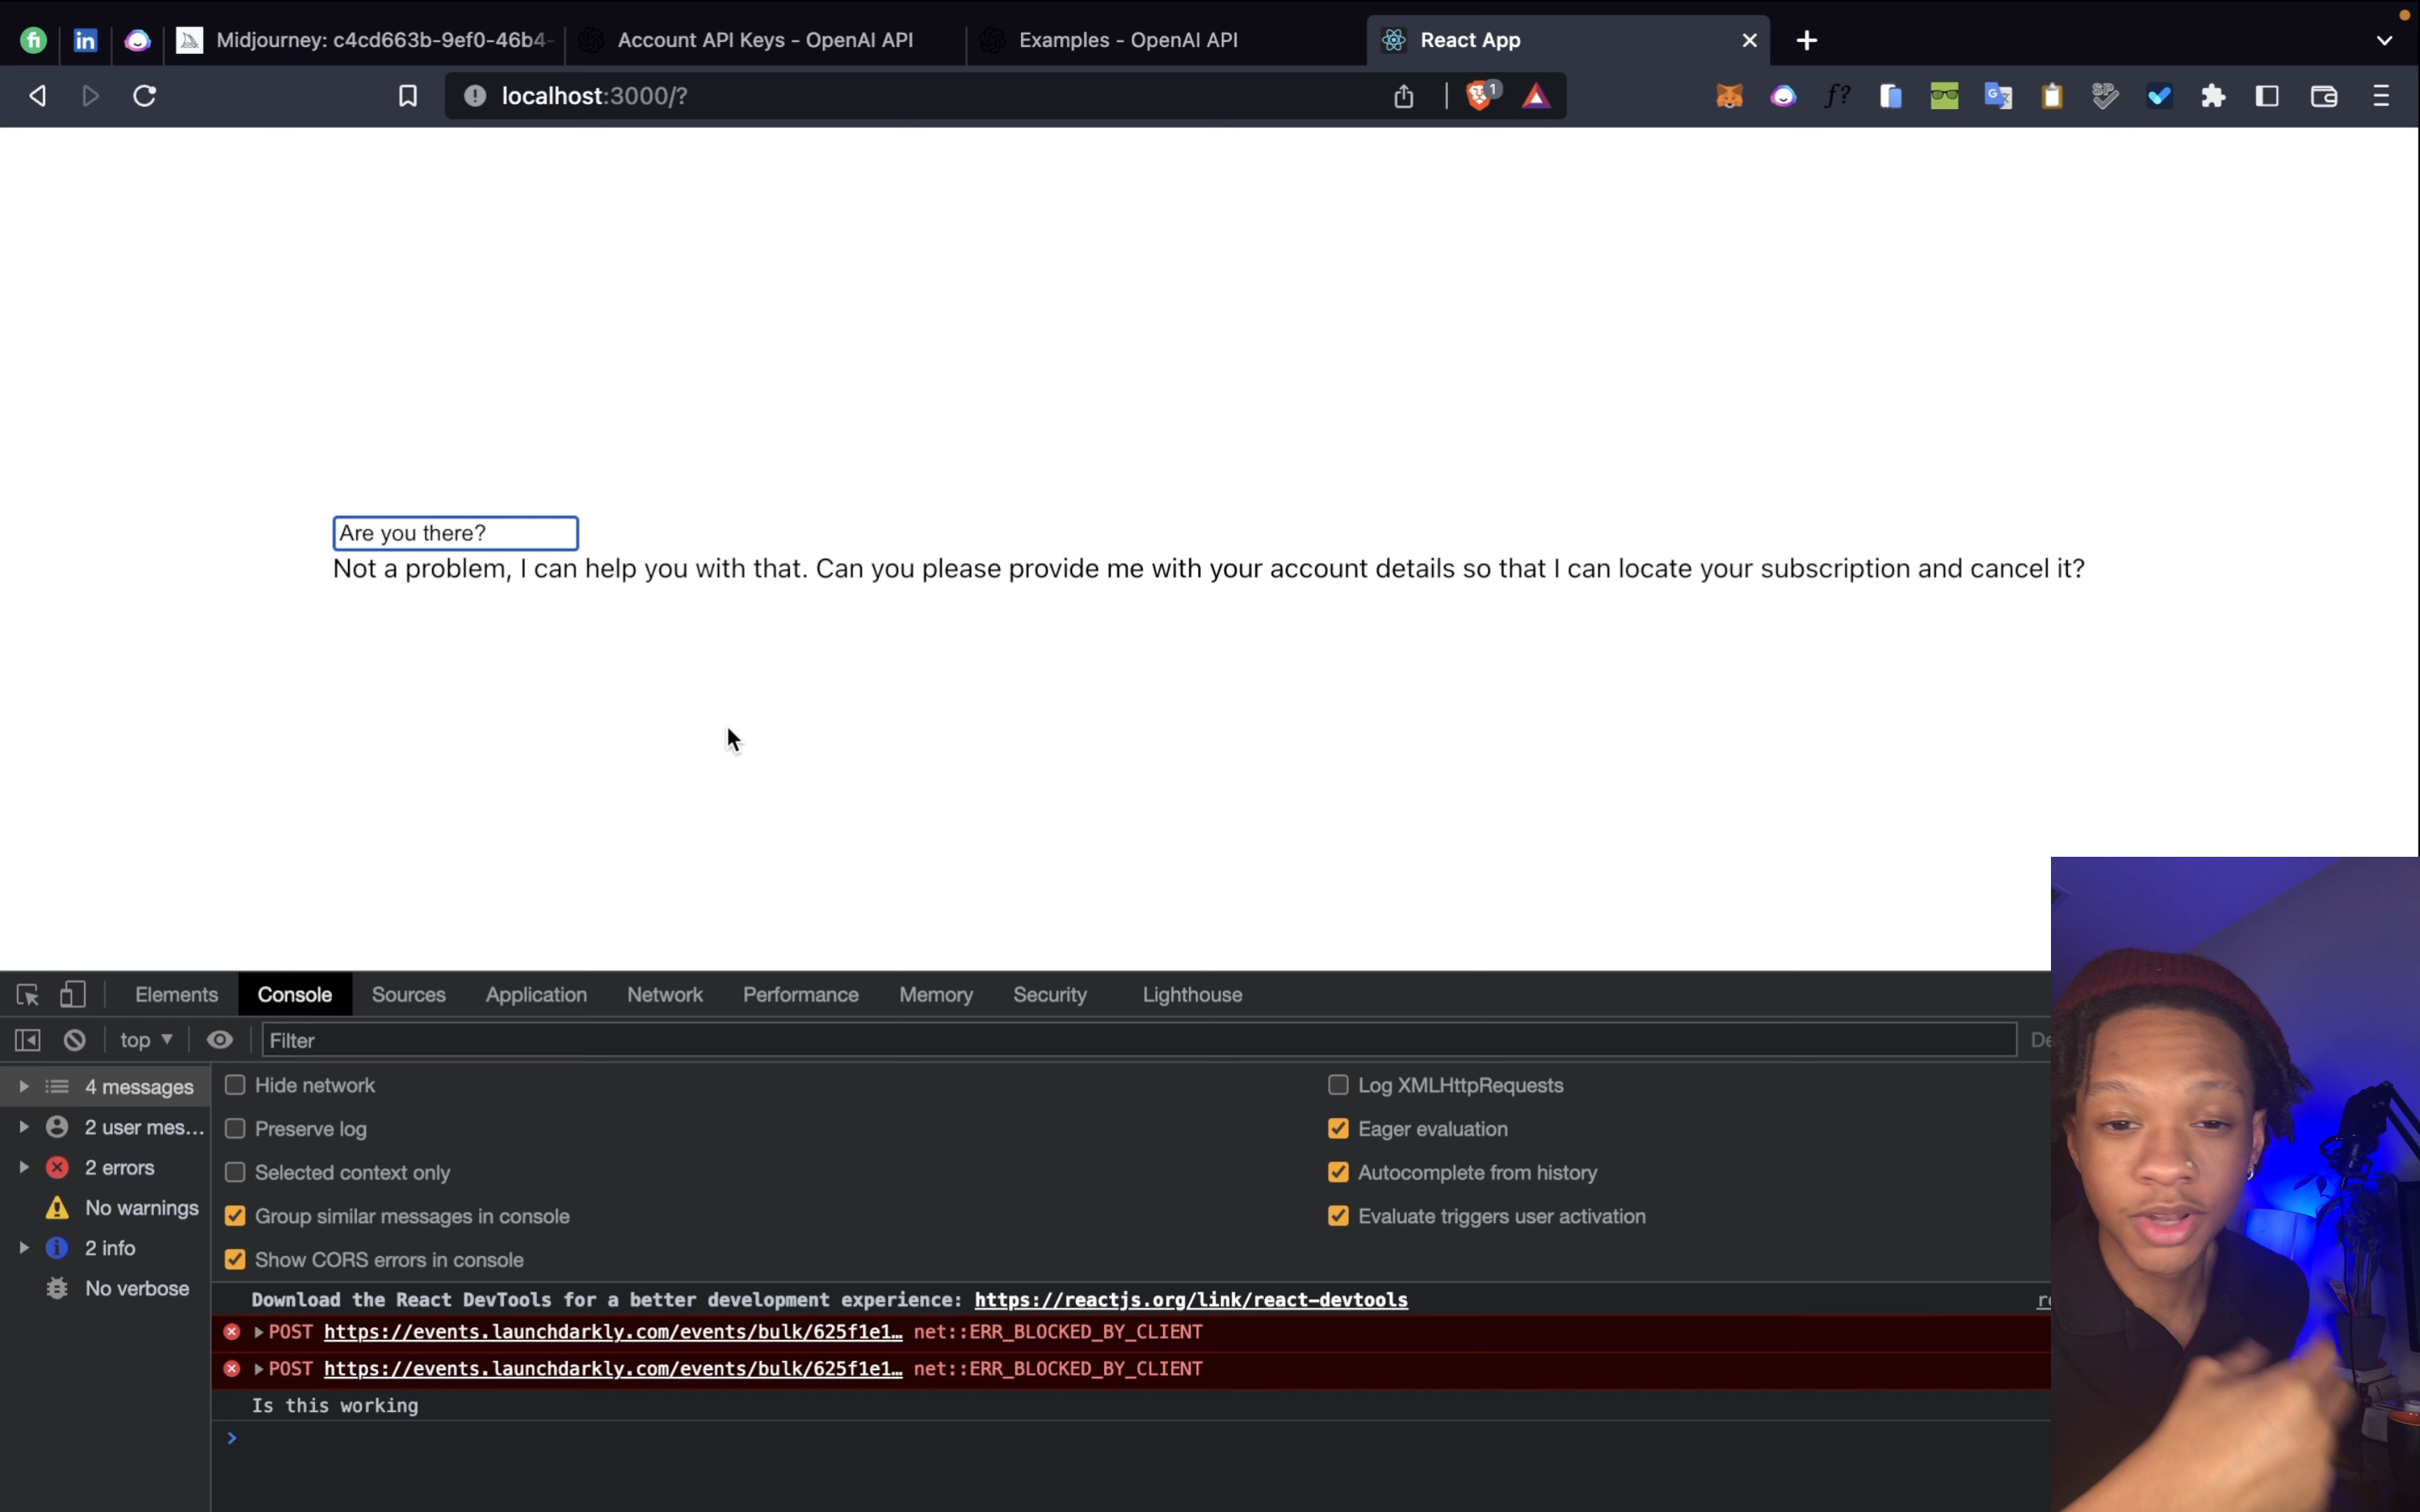 Midjourney: c4cd663b-9ef0-46b4-
Account API Keys - OpenAI API
Examples - OpenAI API
React App
localhost:3000/?
Are you there?
Not a problem, I can help you with that. Can you please provide me with your account details so that I can locate your subscription and cancel it?
Elements Console Sources Application Network Performance Memory Security Lighthouse
top Filter
4 messages
2 user mes...
2 errors
No warnings
2 info
No verbose
Hide network
Log XMLHttpRequests
Preserve log
Eager evaluation
Selected context only
Autocomplete from history
Group similar messages in console
Evaluate triggers user activation
Show CORS errors in console
Download the React DevTools for a better development experience: https://reactjs.org/link/react-devtools
POST https://events.launchdarkly.com/events/bulk/625f1e1… net::ERR_BLOCKED_BY_CLIENT
POST https://events.launchdarkly.com/events/bulk/625f1e1… net::ERR_BLOCKED_BY_CLIENT
Is this working